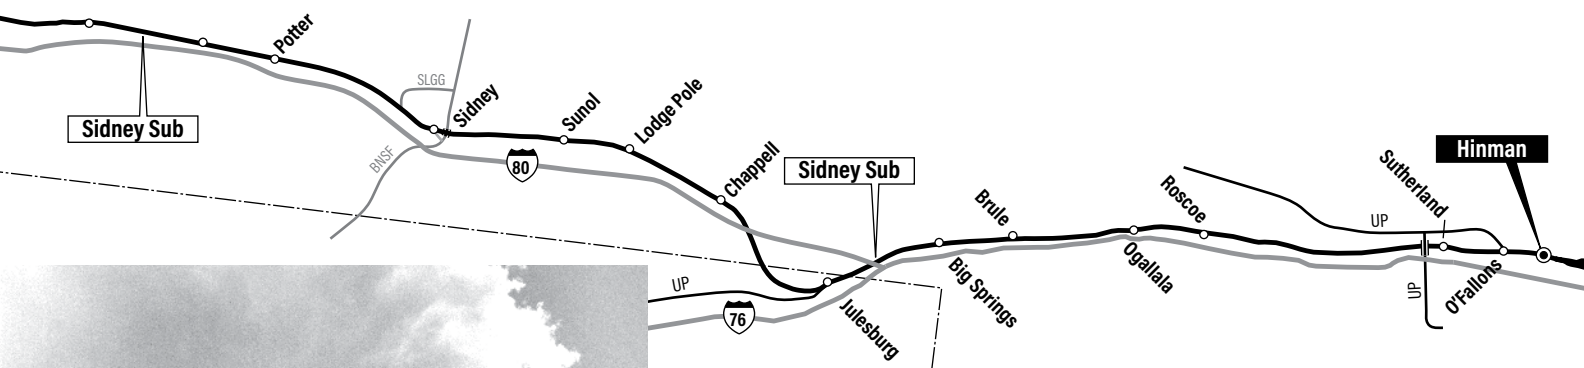 Potter
SLGG
Sidney
Sidney Sub
BNSF
80
Sunol
Lodge Pole
Chappell
Sidney Sub
UP
76
Julesburg
Brule
Big Springs
Ogallala
Roscoe
UP
Sutherland
UP
O'Fallons
Hinman